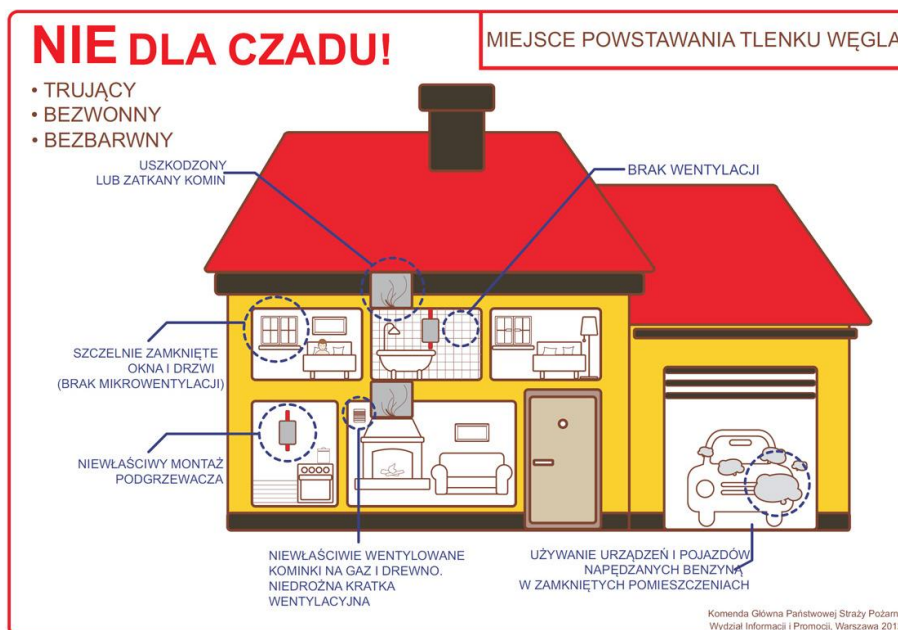 NIE DLA CZADU!
MIEJSCE POWSTAWANIA TLENKU WĘGLA
• TRUJĄCY
• BEZWONNY
• BEZBARWNY
USZKODZONY
LUB ZATKANY KOMIN
BRAK WENTYLACJI
SZCZELNIE ZAMKNIĘTE
OKNA I DRZWI
(BRAK MIKROWENTYLACJI)
NIEWŁAŚCIWY MONTAŻ
PODGRZEWACZA
NIEWŁAŚCIWIE WENTYLOWANE
KOMINKI NA GAZ I DREWNO.
NIEDROŻNA KRATKA
WENTYLACYJNA
UŻYWANIE URZĄDZEŃ I POJAZDÓW
NAPĘDZANYCH BENZYNĄ
W ZAMKNIĘTYCH POMIESZCZENIACH
Komenda Główna Państwowej Straży Pożarn
Wydział Informacji i Promocji, Warszawa 201